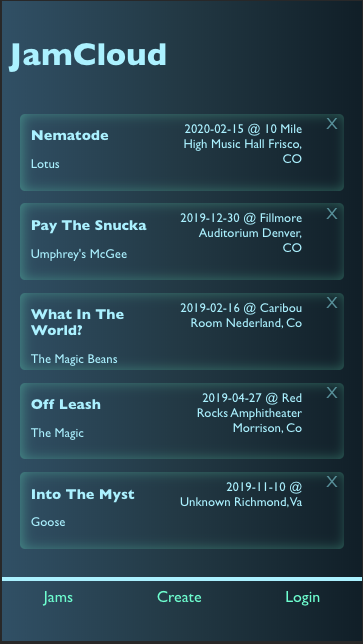 JamCloud
Nematode
Lotus
2020-02-15 @ 10 Mile
High Music Hall Frisco,
CO
X
Pay The Snucka
Umphrey's McGee
2019-12-30 @ Fillmore
Auditorium Denver,
CO
X
What In The
World?
The Magic Beans
2019-02-16 @ Caribou
Room Nederland, Co
X
Off Leash
The Magic
2019-04-27 @ Red
Rocks Amphitheater
Morrison, Co
X
Into The Myst
Goose
2019-11-10 @
Unknown Richmond, Va
X
Jams Create Login